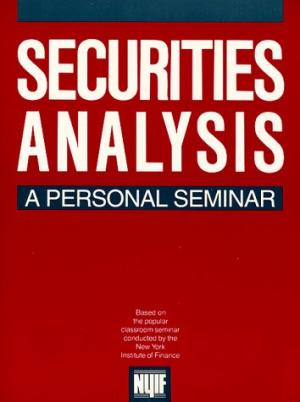 SECURITIES
ANALYSIS
A PERSONAL SEMINAR
Based on
the popular
classroom seminar
conducted by the
New York
Institute of Finance
NYIF